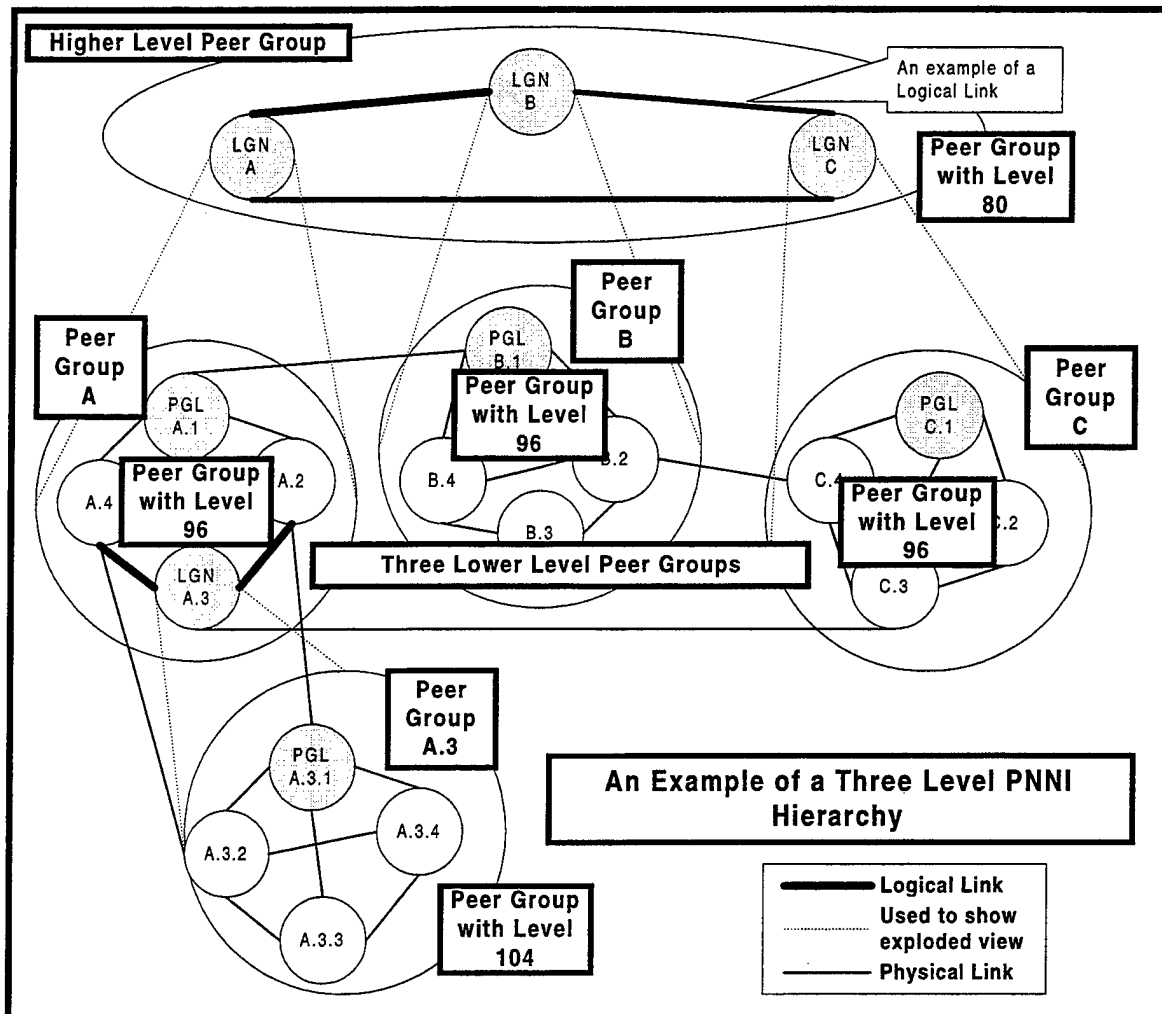 Higher Level Peer Group
LGN
B
An example of a
Logical Link
LGN
A
LGN
C
Peer Group
with Level
80
Peer
Group
A
Peer
Group
B
Peer
Group
C
PGL
A.1
A.4
A.2
Peer Group
with Level
96
LGN
A.3
PGL
B.1
Peer Group
with Level
96
B.4
B.2
B.3
PGL
C.1
C.4
C.2
Peer Group
with Level
96
C.3
Three Lower Level Peer Groups
Peer
Group
A.3
PGL
A.3.1
A.3.2
A.3.4
A.3.3
Peer Group
with Level
104
An Example of a Three Level PNNI
Hierarchy
Logical Link
Used to show
exploded view
Physical Link